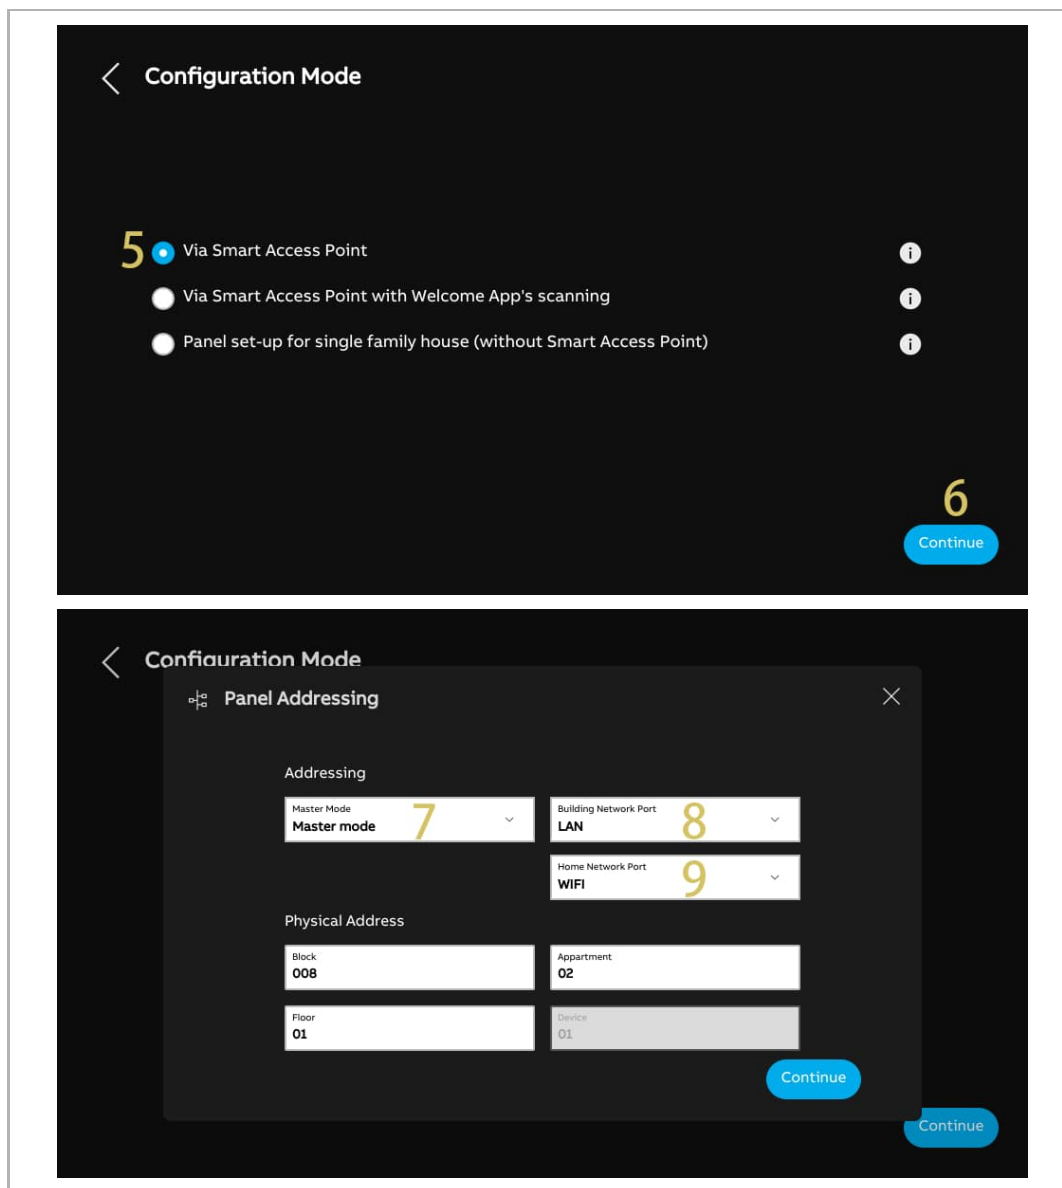 Configuration Mode
5 Via Smart Access Point
Via Smart Access Point with Welcome App's scanning
Panel set-up for single family house (without Smart Access Point)
6
Continue
Configuration Mode
Panel Addressing
Addressing
Master Mode
Master mode 7
Building Network Port
LAN 8
Home Network Port
WIFI 9
Physical Address
Block
008
Appartment
02
Floor
01
Device
01
Continue
Continue